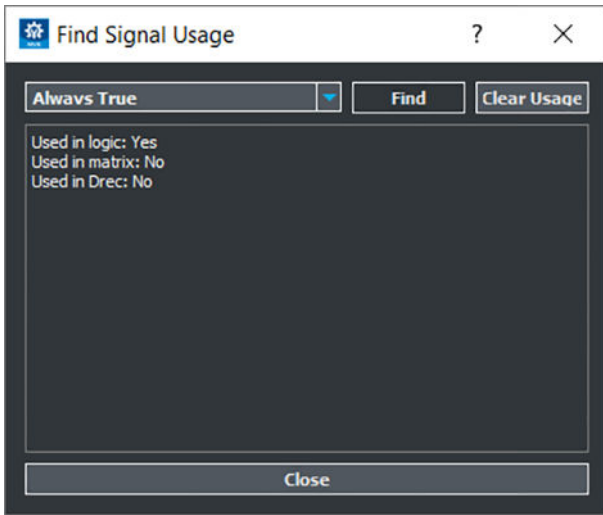 Find Signal Usage
?
Always True
Find
Clear Usage
Used in logic: Yes
Used in matrix: No
Used in Drec: No
Close